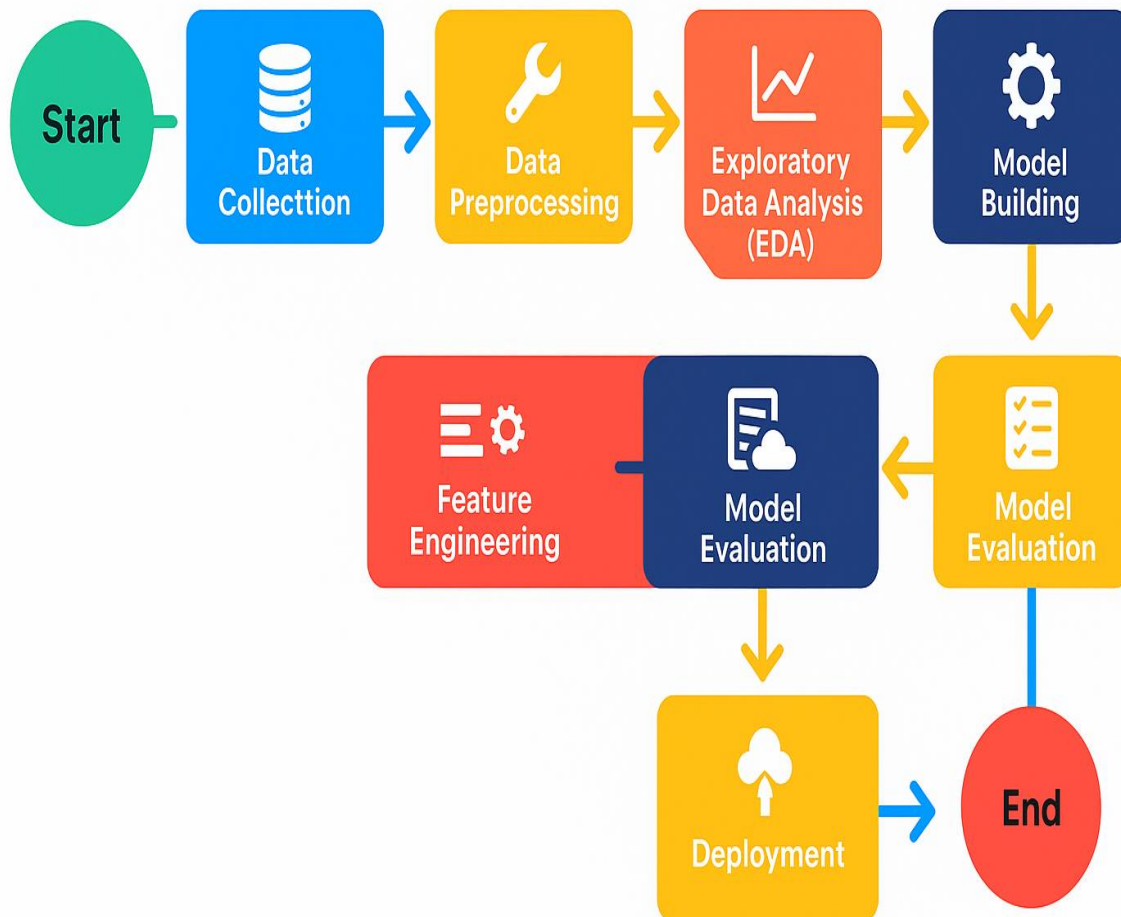 Start
Data
Collecttion
Data
Preprocessing
Exploratory
Data Analysis
(EDA)
Model
Building
Feature
Engineering
Model
Evaluation
Model
Evaluation
Deployment
End